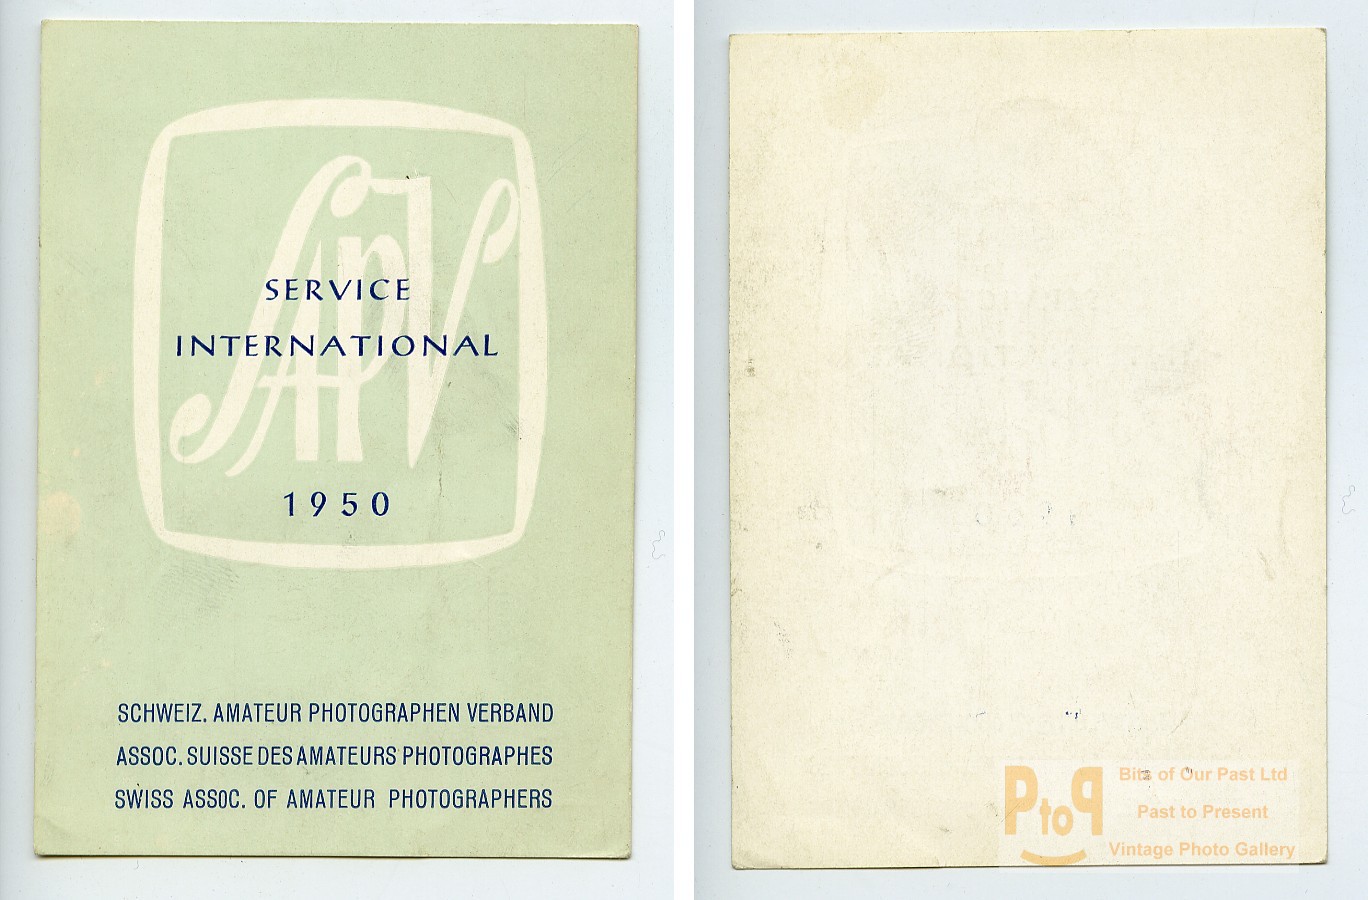 SAPV
SERVICE
INTERNATIONAL
1950
SCHWEIZ. AMATEUR PHOTOGRAPHEN VERBAND
ASSOC. SUISSE DES AMATEURS PHOTOGRAPHES
SWISS ASSOC. OF AMATEUR PHOTOGRAPHERS
PtoP
Bits of Our Past Ltd
Past to Present
Vintage Photo Gallery